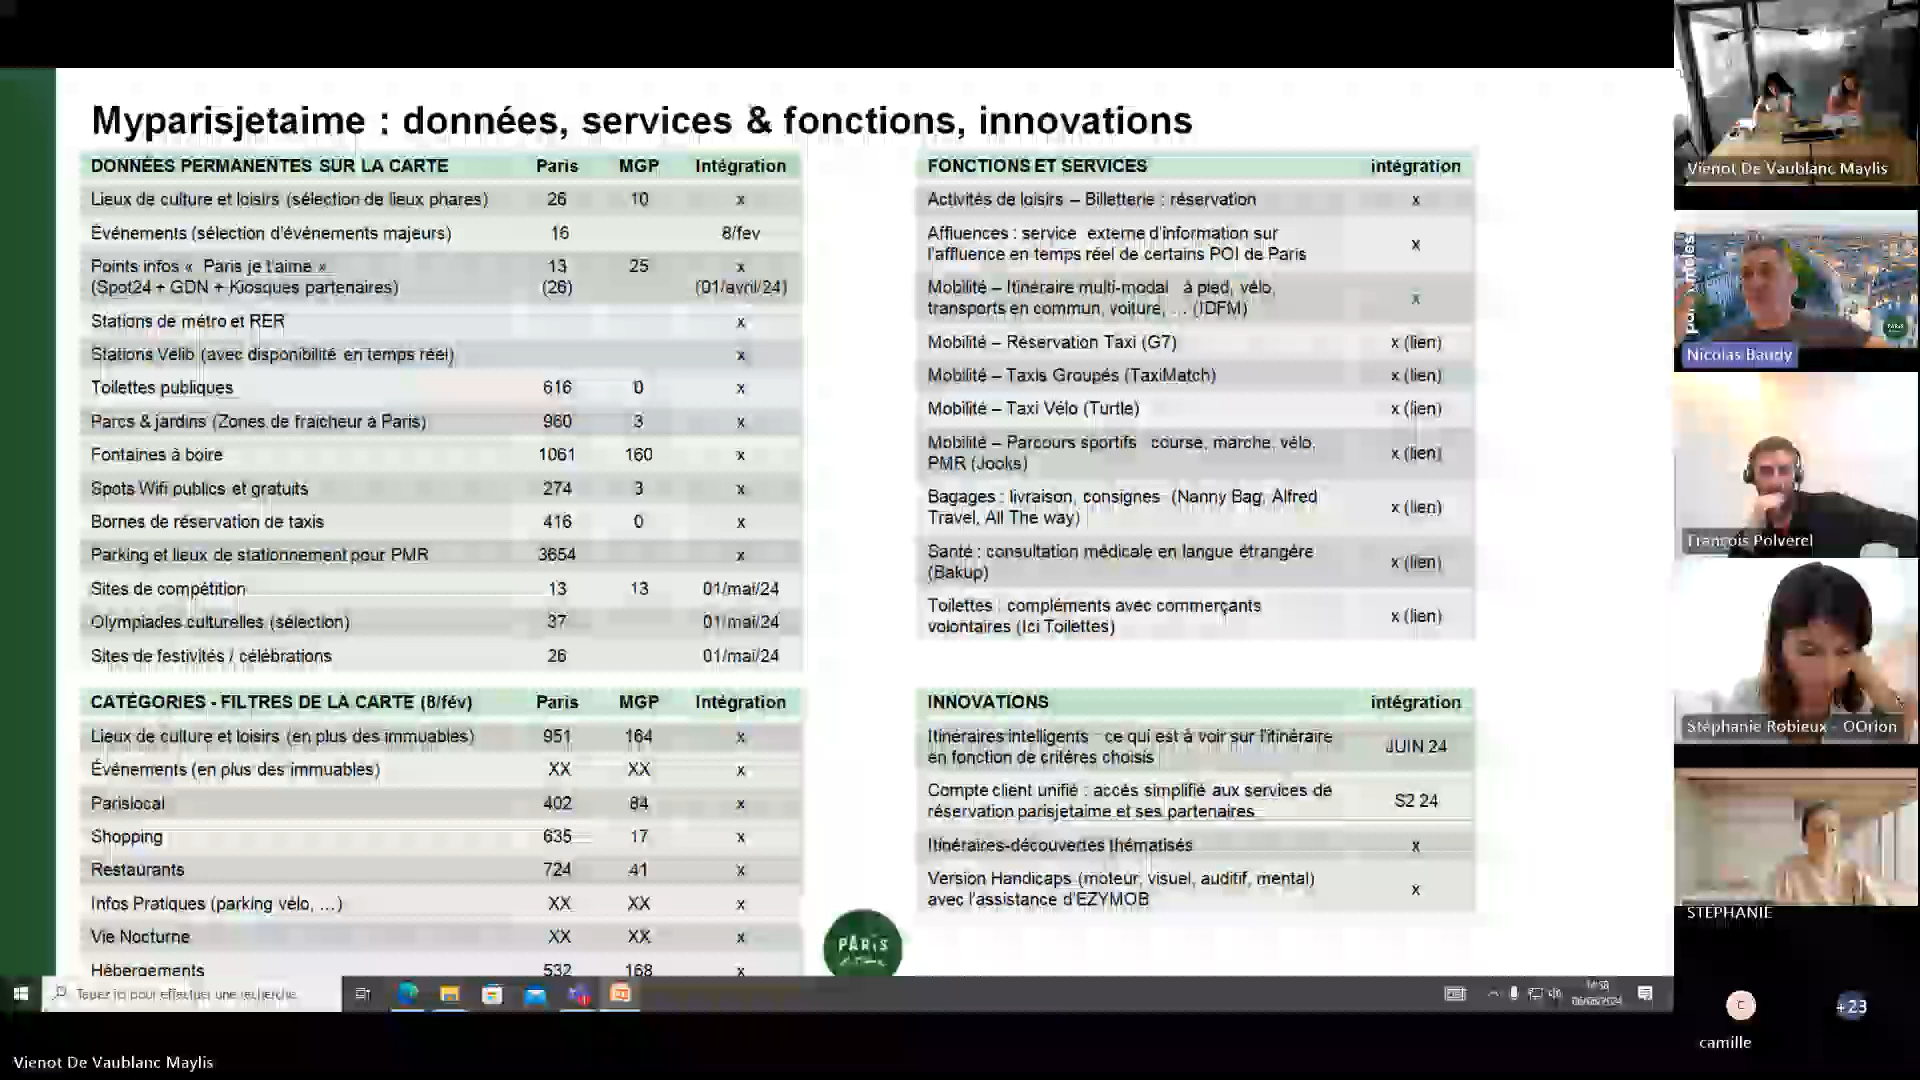 Myparisjetaime : données, services & fonctions, innovations
DONNÉES PERMANENTES SUR LA CARTE Paris MGP Intégration
Lieux de culture et loisirs (sélection de lieux phares) 26 10 x
Évènements (sélection d'évènements majeurs) 16 8/fev
Points infos « Paris je t'aime » 13 25 x
(Spot24 + GDN + Kiosques partenaires) (26) (01/avril/24)
Stations de métro et RER x
Stations Vélib (avec disponibilité en temps réel) x
Toilettes publiques 616 0 x
Parcs & jardins (Zones de fraicheur à Paris) 960 3 x
Fontaines à boire 1061 160 x
Spots Wifi publics et gratuits 274 3 x
Bornes de réservation de taxis 416 0 x
Parking et lieux de stationnement pour PMR 3654 x
Sites de compétition 13 13 01/mai/24
Olympiades culturelles (sélection) 37 01/mai/24
Sites de festivités / célébrations 26 01/mai/24
CATÉGORIES - FILTRES DE LA CARTE (8/fév) Paris MGP Intégration
Lieux de culture et loisirs (en plus des immuables) 951 164 x
Événements (en plus des immuables) XX XX x
Parislocal 402 84 x
Shopping 635 17 x
Restaurants 724 41 x
Infos Pratiques (parking vélo, …) XX XX x
Vie Nocturne XX XX x
Hébergements 532 168 x
FONCTIONS ET SERVICES intégration
Activités de loisirs – Billetterie : réservation x
Affluences : service externe d'information sur
l'affluence en temps réel de certains POI de Paris x
Mobilité – Itinéraire multi-modal à pied, vélo,
transports en commun, voiture, … (IDFM) x
Mobilité – Réservation Taxi (G7) x (lien)
Mobilité – Taxis Groupés (TaxiMatch) x (lien)
Mobilité – Taxi Vélo (Turtle) x (lien)
Mobilité – Parcours sportifs course, marche, vélo,
PMR (Jooks) x (lien)
Bagages : livraison, consignes (Nanny Bag, Alfred
Travel, All The way) x (lien)
Santé : consultation médicale en langue étrangère
(Bakup) x (lien)
Toilettes : compléments avec commerçants
volontaires (Ici Toilettes) x (lien)
INNOVATIONS intégration
Itinéraires intelligents : ce qui est à voir sur l'itinéraire
en fonction de critères choisis JUIN 24
Compte client unifié : accès simplifié aux services de
réservation parisjetaime et ses partenaires S2 24
Itinéraires-découvertes thématisés x
Version Handicaps (moteur, visuel, auditif, mental)
avec l'assistance d'EZYMOB x
PARIS
Taper ici pour effectuer une recherche
Vienot De Vaublanc Maylis
Vienot De Vaublanc Maylis
Nicolas Baudy
François Polverel
Stéphanie Robieux - OOrion
STÉPHANIE
C
camille
+23